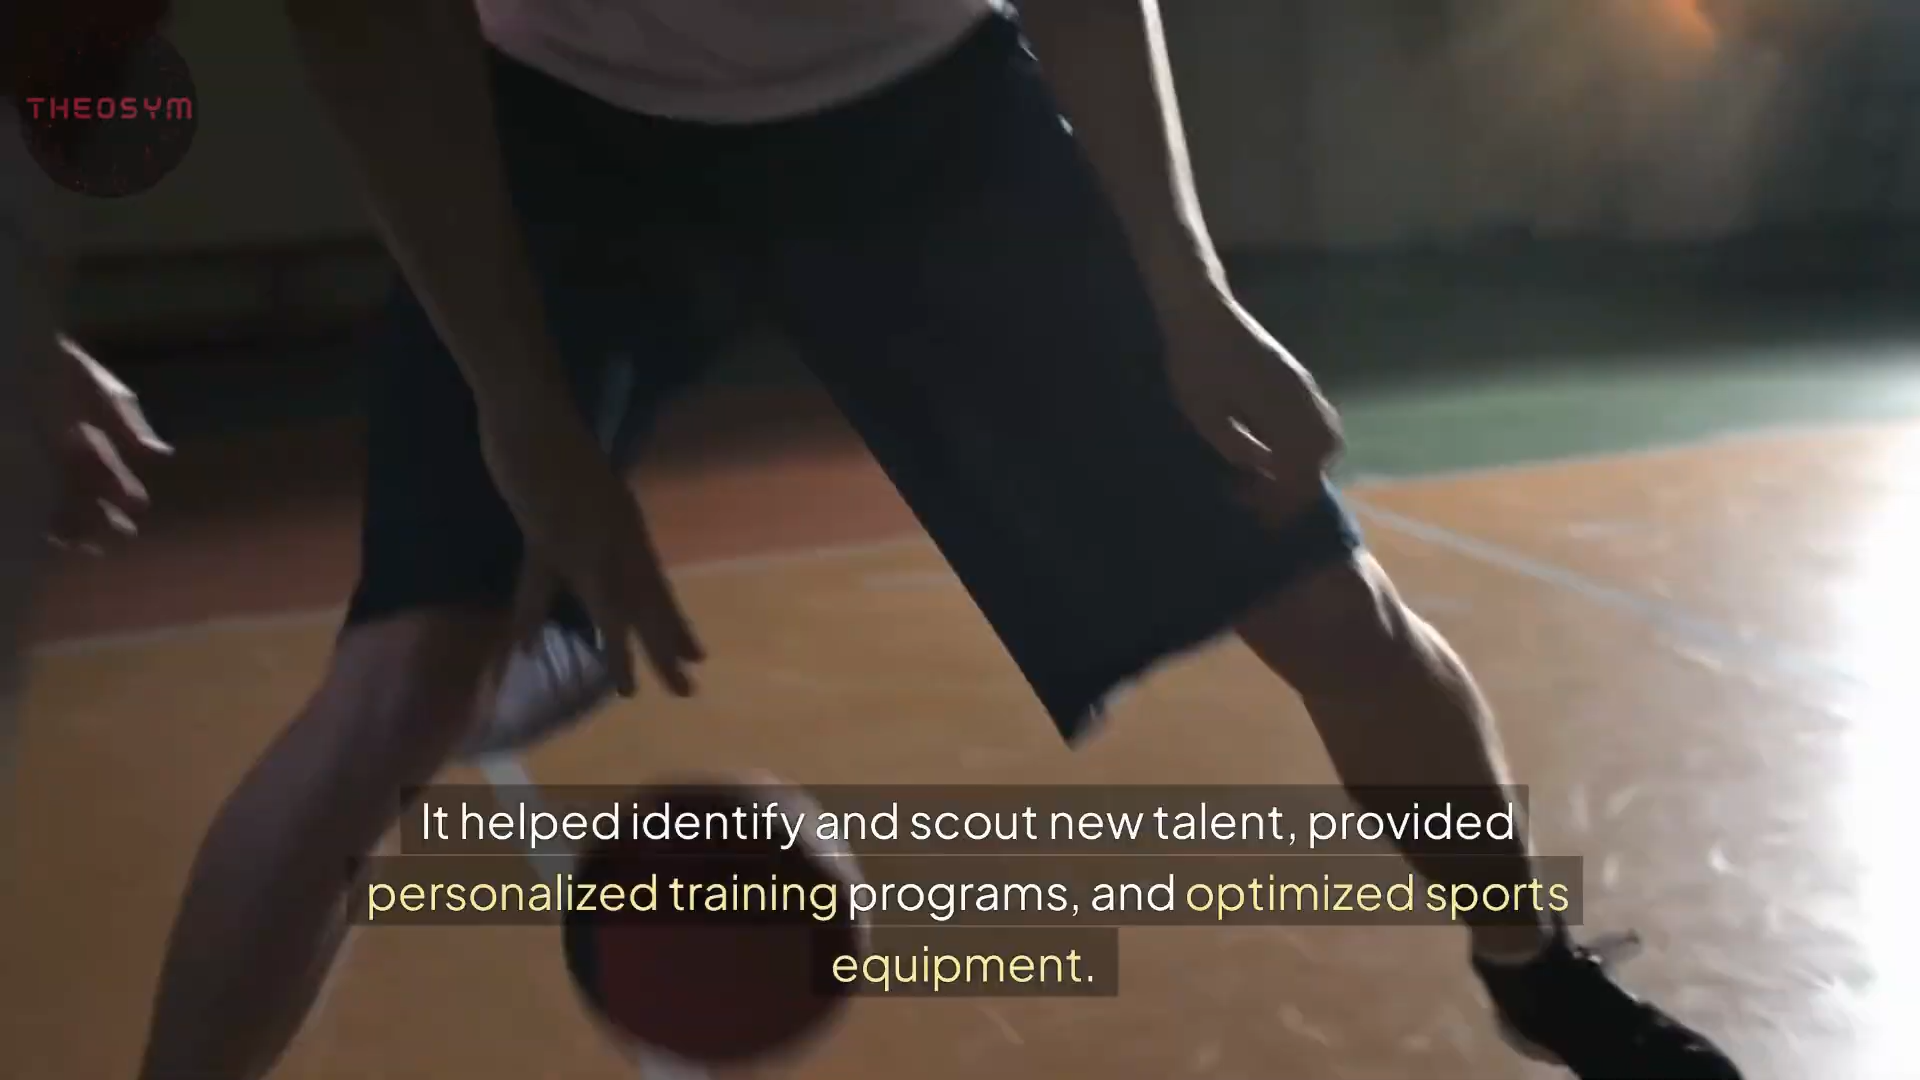 THEOSYM
It helped identify and scout new talent, provided
personalized training programs, and optimized sports
equipment.